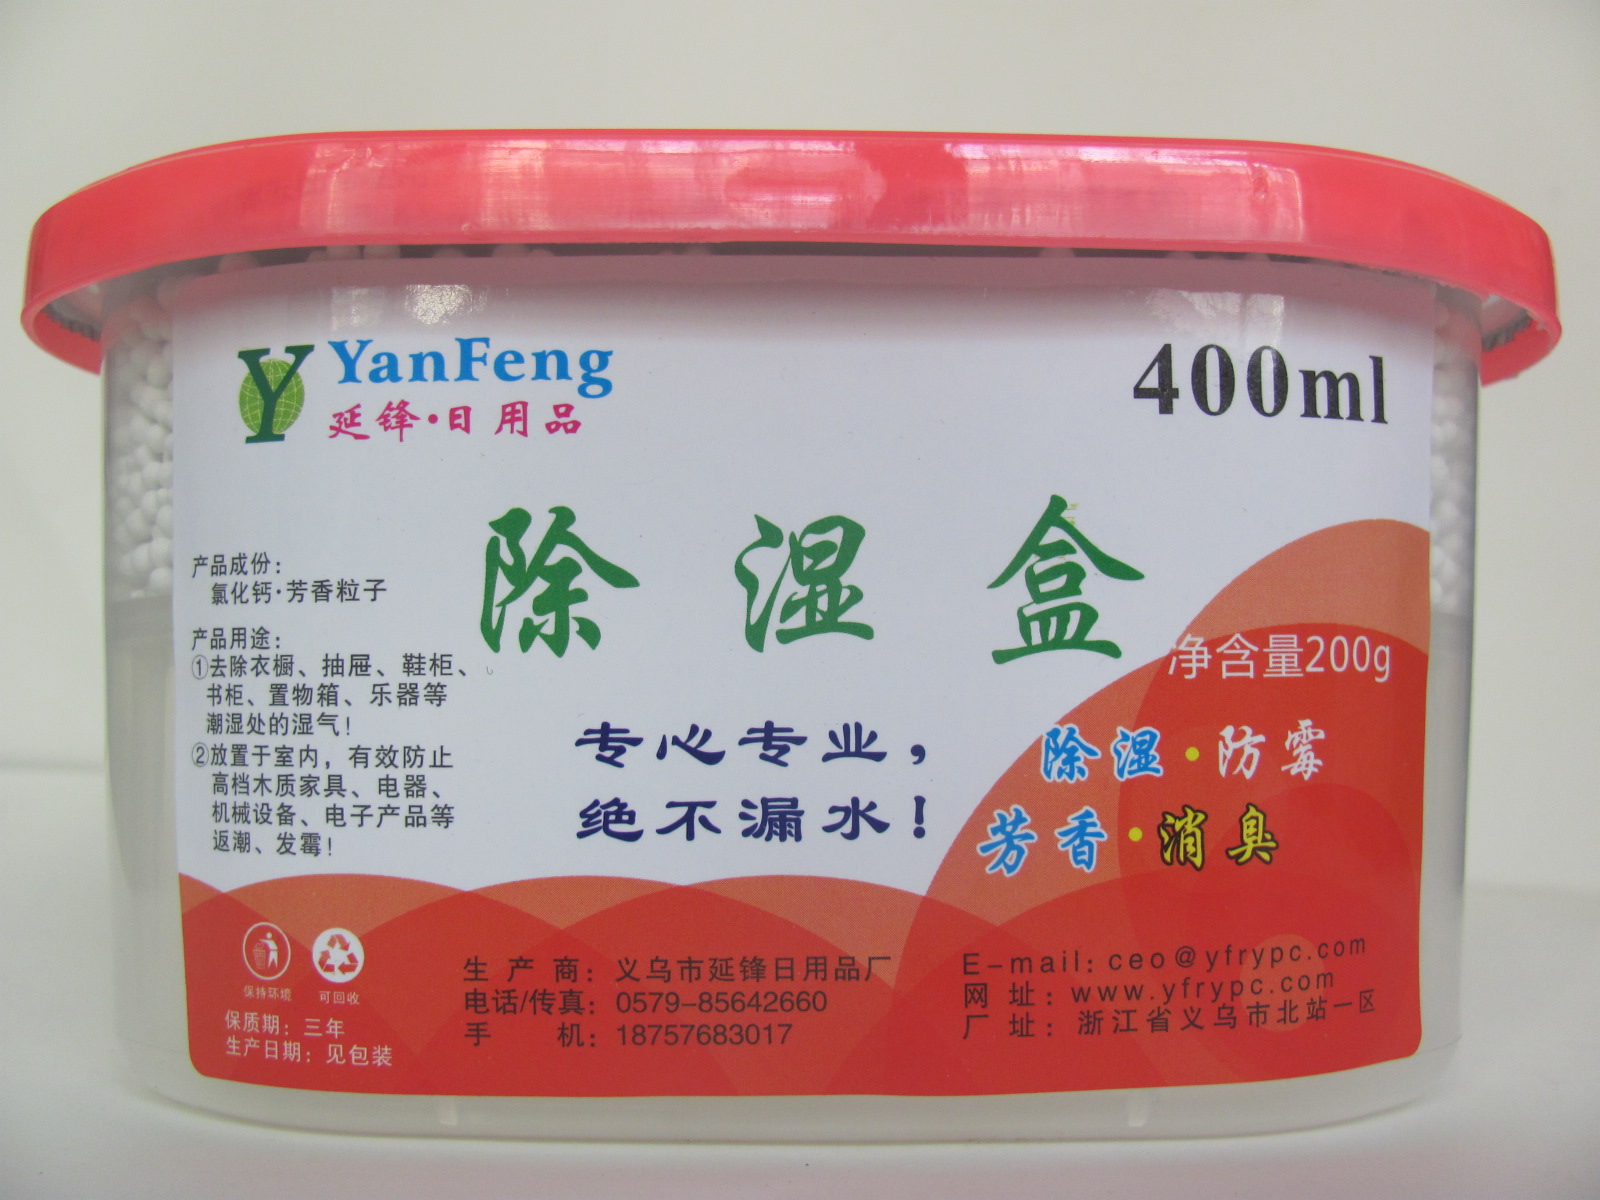 YanFeng
延锋·日用品
400ml
除湿盒
产品成份：
氯化钙·芳香粒子
产品用途：
①去除衣橱、抽屉、鞋柜、
书柜、置物箱、乐器等
潮湿处的湿气！
②放置于室内，有效防止
高档木质家具、电器、
机械设备、电子产品等
返潮、发霉！
净含量200g
专心专业，
绝不漏水！
除湿·防霉
芳香·消臭
保持环境
可回收
保质期：三年
生产日期：见包装
生产商：义乌市延锋日用品厂
电话/传真：0579-85642660
手机：18757683017
E-mail：ceo@yfrypc.com
网址：www.yfrypc.com
厂址：浙江省义乌市北站一区